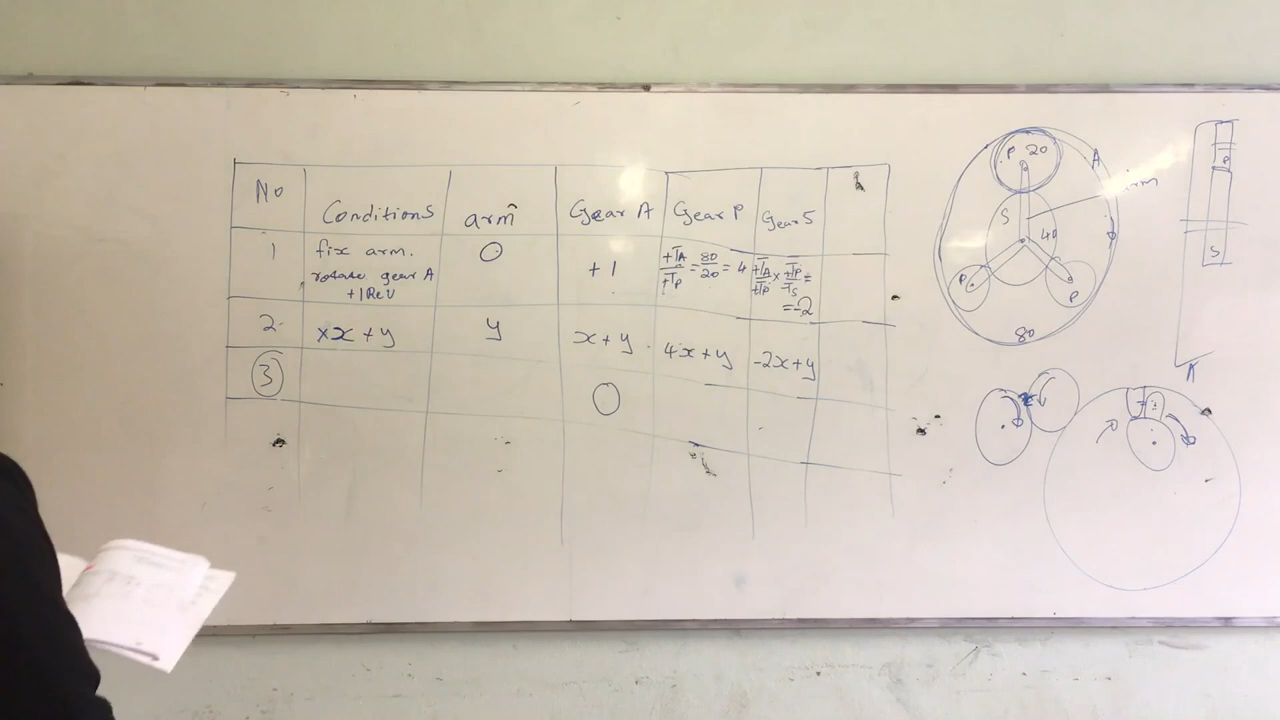 No Conditions arm Gear A Gear P Gear S
1 fix arm. 0 +1 +TA/+TP = 80/20 = 4 +TA/+TP × +TP/-TS =
rotate gear A
+1 Rev = -2
2. ×x + y y x + y 4x + y -2x + y
3 0
P 20 A
S
40
P P
80
P
S
A